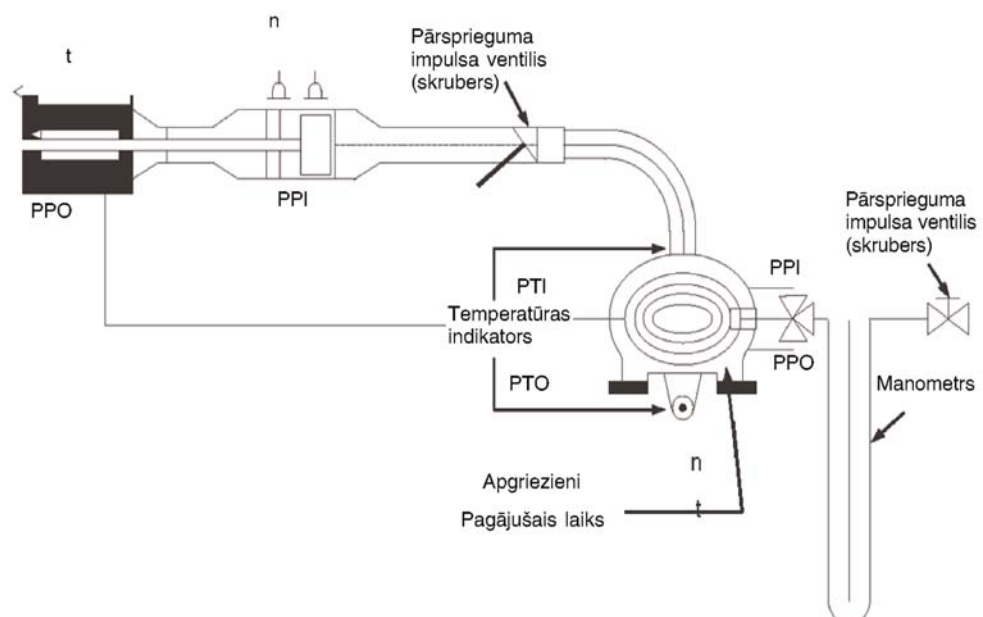 n
t
Pārsprieguma
impulsa ventilis
(skrubers)
PPO
PPI
Pārsprieguma
impulsa ventilis
(skrubers)
PTI
PPI
Temperatūras
indikators
PPO
PTO
Manometrs
n
Apgriezieni
t
Pagājušais laiks